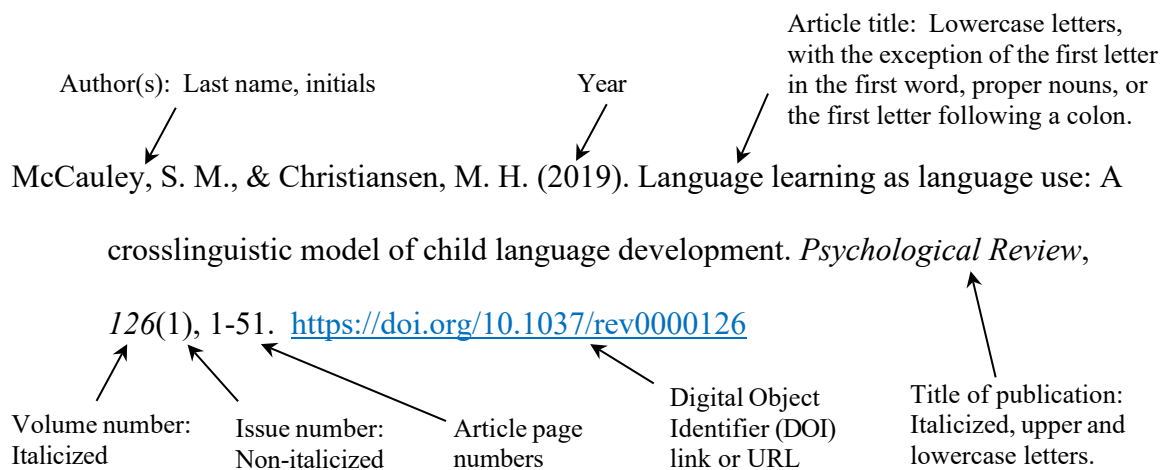 Article title:  Lowercase letters,
with the exception of the first letter
in the first word, proper nouns, or
the first letter following a colon.
Author(s):  Last name, initials
Year
McCauley, S. M., & Christiansen, M. H. (2019). Language learning as language use: A
crosslinguistic model of child language development. Psychological Review,
126(1), 1-51.  https://doi.org/10.1037/rev0000126
Volume number:
Italicized
Issue number:
Non-italicized
Article page
numbers
Digital Object
Identifier (DOI)
link or URL
Title of publication:
Italicized, upper and
lowercase letters.